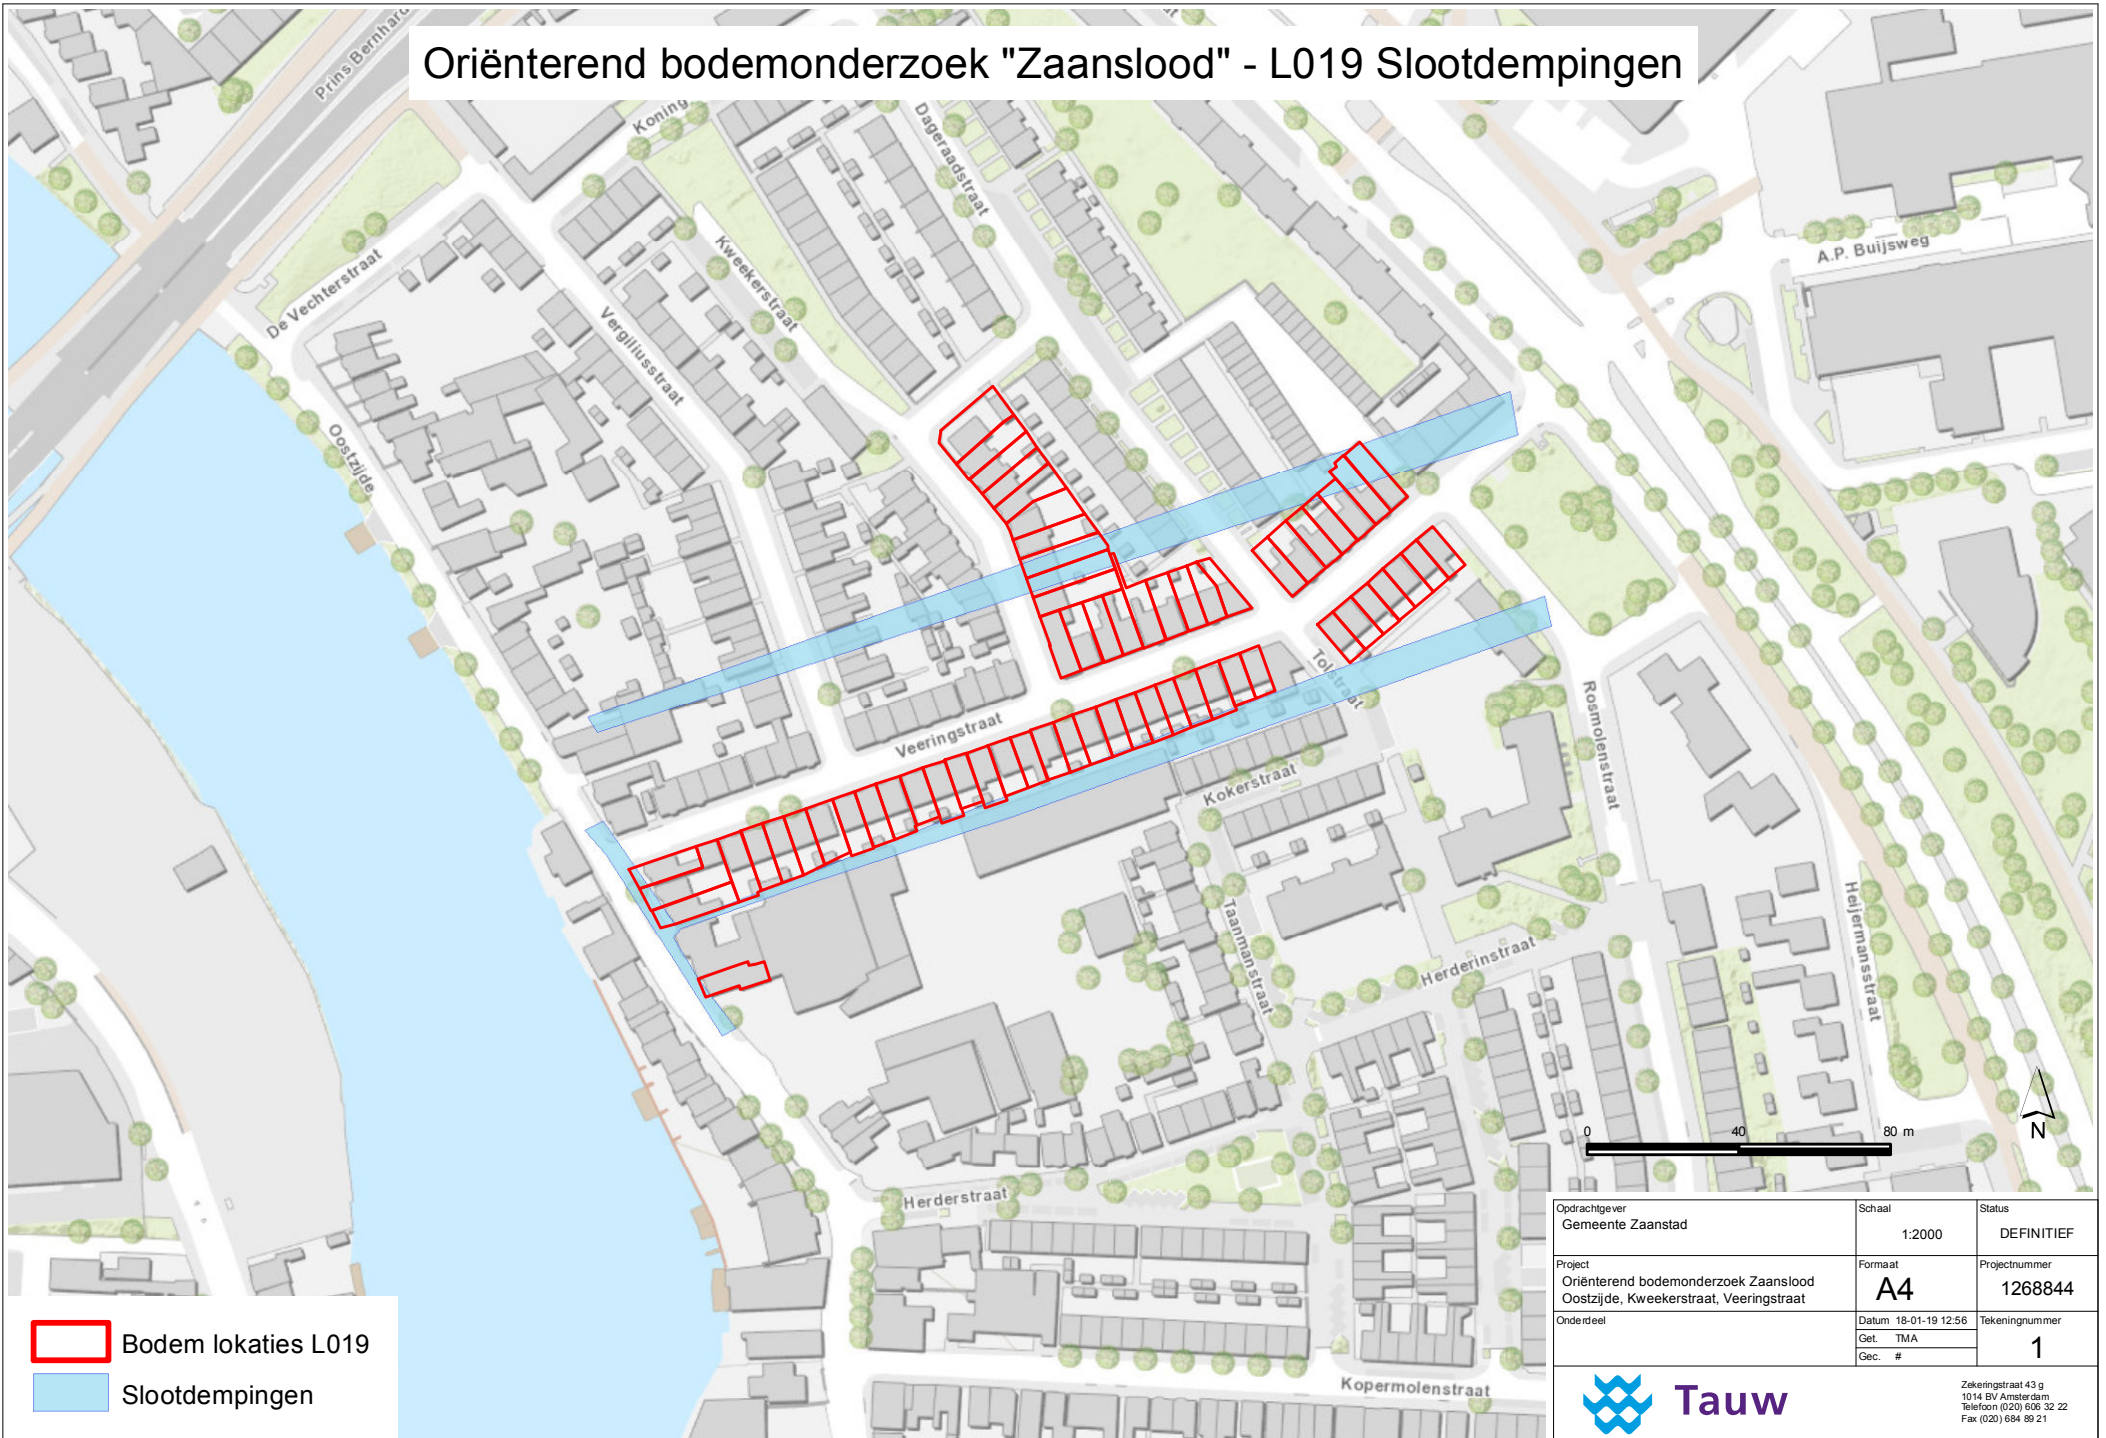 Oriënterend bodemonderzoek "Zaanslood" - L019 Slootdempingen
Prins Bernhard
Koning
Dageraadstraat
A.P. Buijsweg
De Vechterstraat
Kweekerstraat
Vergiliusstraat
Oostzijde
Veeringstraat
Tolstraat
Rosmolenstraat
Kokerstraat
Taanmanstraat
Herderinstraat
Heijermansstraat
Herderstraat
Kopermolenstraat
0 40 80 m
N
Bodem lokaties L019
Slootdempingen
Opdrachtgever
Gemeente Zaanstad
Schaal
1:2000
Status
DEFINITIEF
Project
Oriënterend bodemonderzoek Zaanslood
Oostzijde, Kweekerstraat, Veeringstraat
Formaat
A4
Projectnummer
1268844
Onderdeel
Datum 18-01-19 12:56
Get. TMA
Gec. #
Tekeningnummer
1
Tauw
Zekeringstraat 43 g
1014 BV Amsterdam
Telefoon (020) 606 32 22
Fax (020) 684 89 21